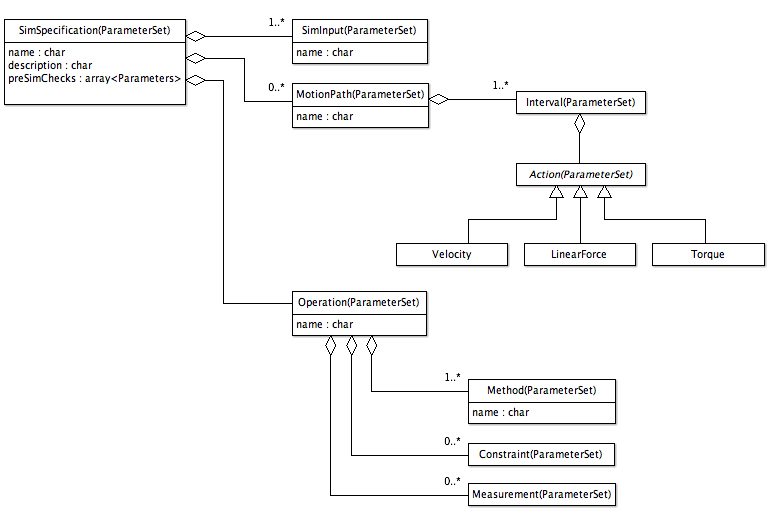 SimSpecification(ParameterSet)
name : char
description : char
preSimChecks : array<Parameters>
1..*
SimInput(ParameterSet)
name : char
0..*
MotionPath(ParameterSet)
name : char
1..*
Interval(ParameterSet)
Action(ParameterSet)
Velocity
LinearForce
Torque
Operation(ParameterSet)
name : char
1..*
Method(ParameterSet)
name : char
0..*
Constraint(ParameterSet)
0..*
Measurement(ParameterSet)